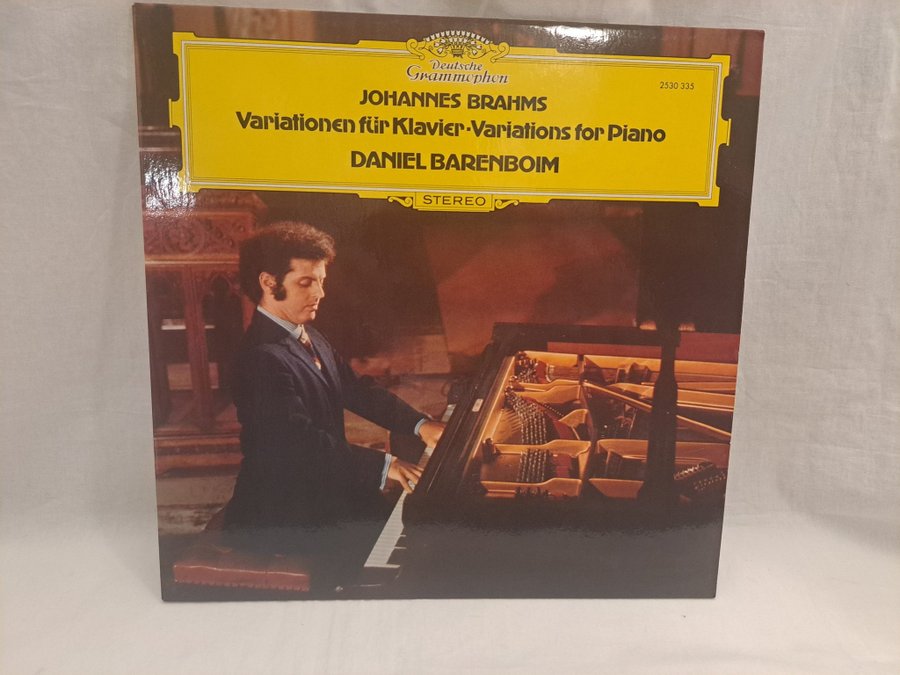 Deutsche
Grammophon
2530 335
JOHANNES BRAHMS
Variationen für Klavier·Variations for Piano
DANIEL BARENBOIM
STEREO